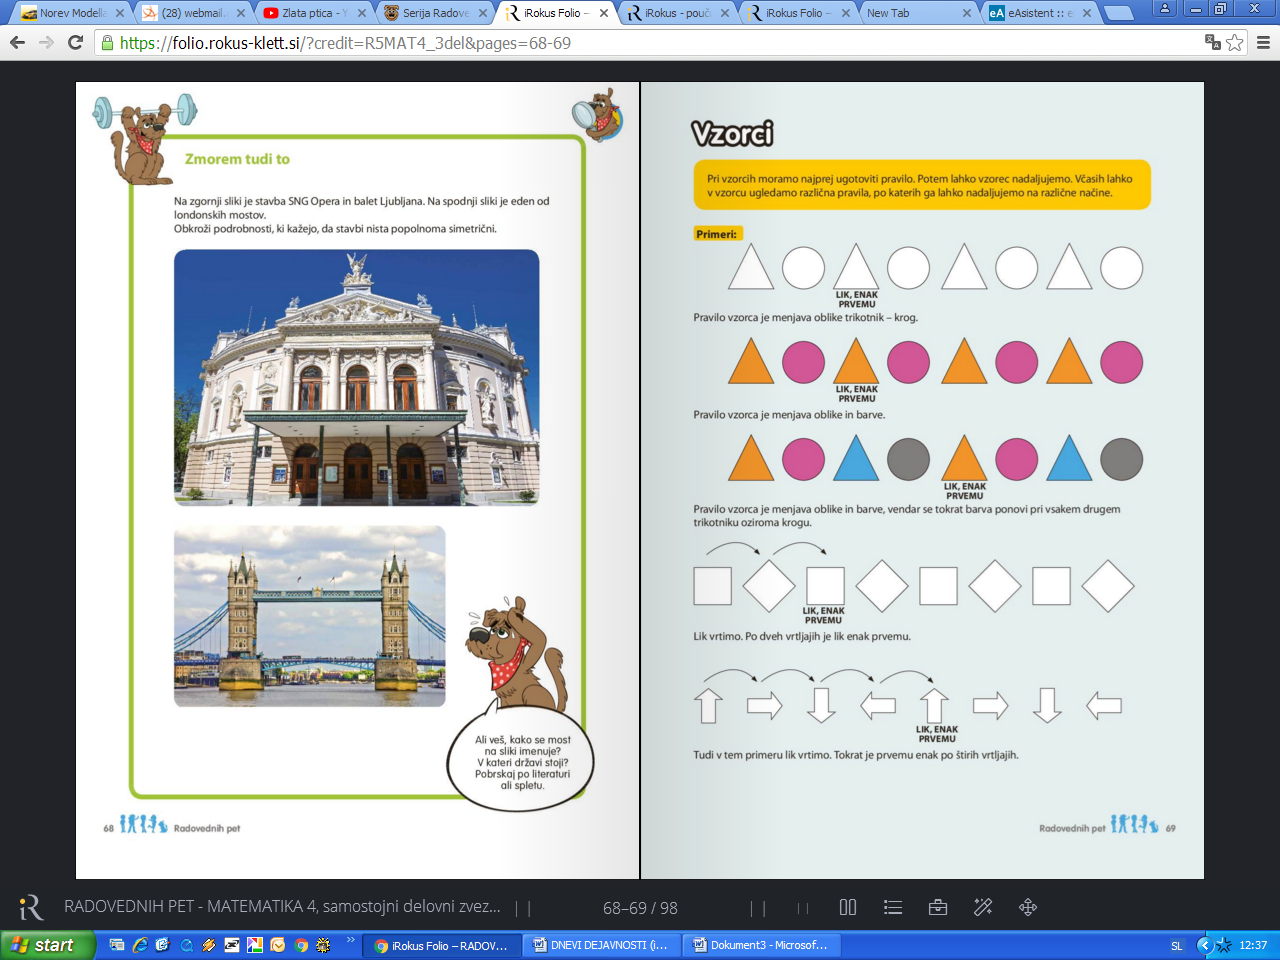 Norev Modella
(28) webmail.
Zlata ptica - Y
Serija Radove
iRokus Folio –
iRokus - pouč
iRokus Folio –
New Tab
eAsistent :: e
https://folio.rokus-klett.si/?credit=R5MAT4_3del&pages=68-69
Zmorem tudi to
Na zgornji sliki je stavba SNG Opera in balet Ljubljana. Na spodnji sliki je eden od
londonskih mostov.
Obkroži podrobnosti, ki kažejo, da stavbi nista popolnoma simetrični.
Ali veš, kako se most
na sliki imenuje?
V kateri državi stoji?
Pobrskaj po literaturi
ali spletu.
68
Radovednih pet
Vzorci
Pri vzorcih moramo najprej ugotoviti pravilo. Potem lahko vzorec nadaljujemo. Včasih lahko
v vzorcu ugledamo različna pravila, po katerih ga lahko nadaljujemo na različne načine.
Primeri:
LIK, ENAK
PRVEMU
Pravilo vzorca je menjava oblike trikotnik – krog.
LIK, ENAK
PRVEMU
Pravilo vzorca je menjava oblike in barve.
LIK, ENAK
PRVEMU
Pravilo vzorca je menjava oblike in barve, vendar se tokrat barva ponovi pri vsakem drugem
trikotniku oziroma krogu.
LIK, ENAK
PRVEMU
Lik vrtimo. Po dveh vrtljajih je lik enak prvemu.
LIK, ENAK
PRVEMU
Tudi v tem primeru lik vrtimo. Tokrat je prvemu enak po štirih vrtljajih.
Radovednih pet
69
iR
RADOVEDNIH PET - MATEMATIKA 4, samostojni delovni zvez...
68–69 / 98
start
iRokus Folio – RADOV...
DNEVI DEJAVNOSTI (i...
Dokument3 - Microsof...
SL
12:37